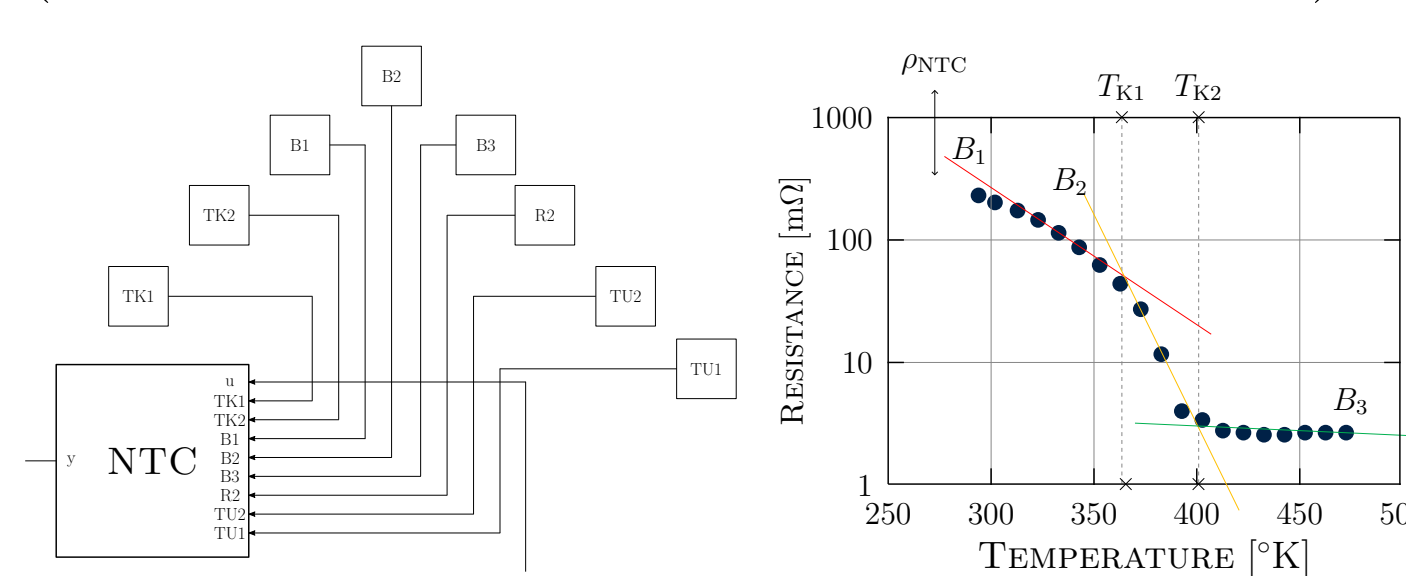 B2
B1
B3
TK2
R2
TK1
TU2
TU1
u
TK1
TK2
B1
y
NTC
B2
B3
R2
TU2
TU1
ρNTC
TK1 TK2
1000
B1
B2
100
10
B3
1
250 300 350 400 450 50
RESISTANCE [mΩ]
TEMPERATURE [°K]